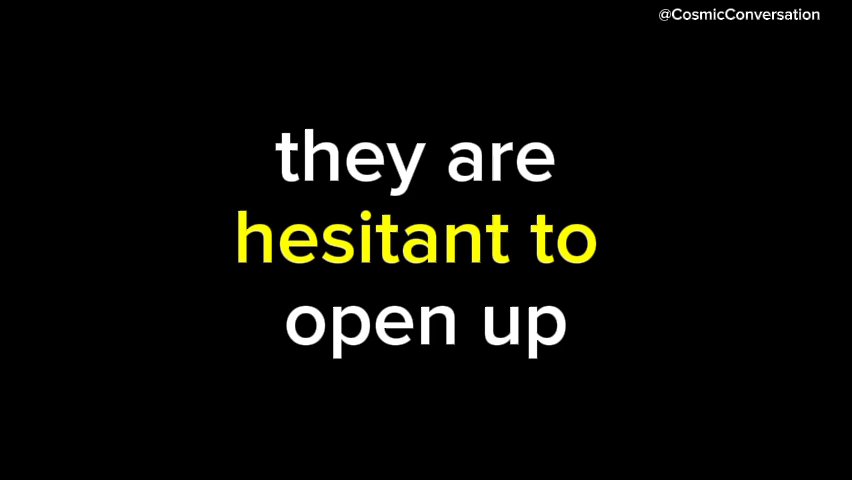 @CosmicConversation
they are
hesitant to
open up